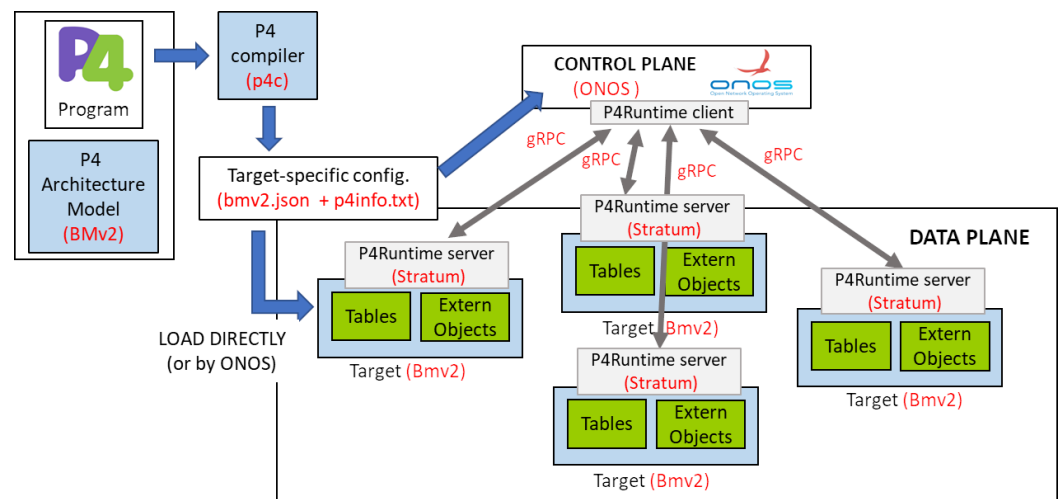 P4
Program
P4
Architecture
Model
(BMv2)
P4
compiler
(p4c)
Target-specific config.
(bmv2.json + p4info.txt)
LOAD DIRECTLY
(or by ONOS)
CONTROL PLANE
(ONOS )
onos
Open Network Operating System
P4Runtime client
gRPC
gRPC
gRPC
gRPC
DATA PLANE
P4Runtime server
(Stratum)
Tables
Extern
Objects
Target (Bmv2)
P4Runtime server
(Stratum)
Tables
Extern
Objects
Target (Bmv2)
P4Runtime server
(Stratum)
Tables
Extern
Objects
Target (Bmv2)
P4Runtime server
(Stratum)
Tables
Extern
Objects
Target (Bmv2)